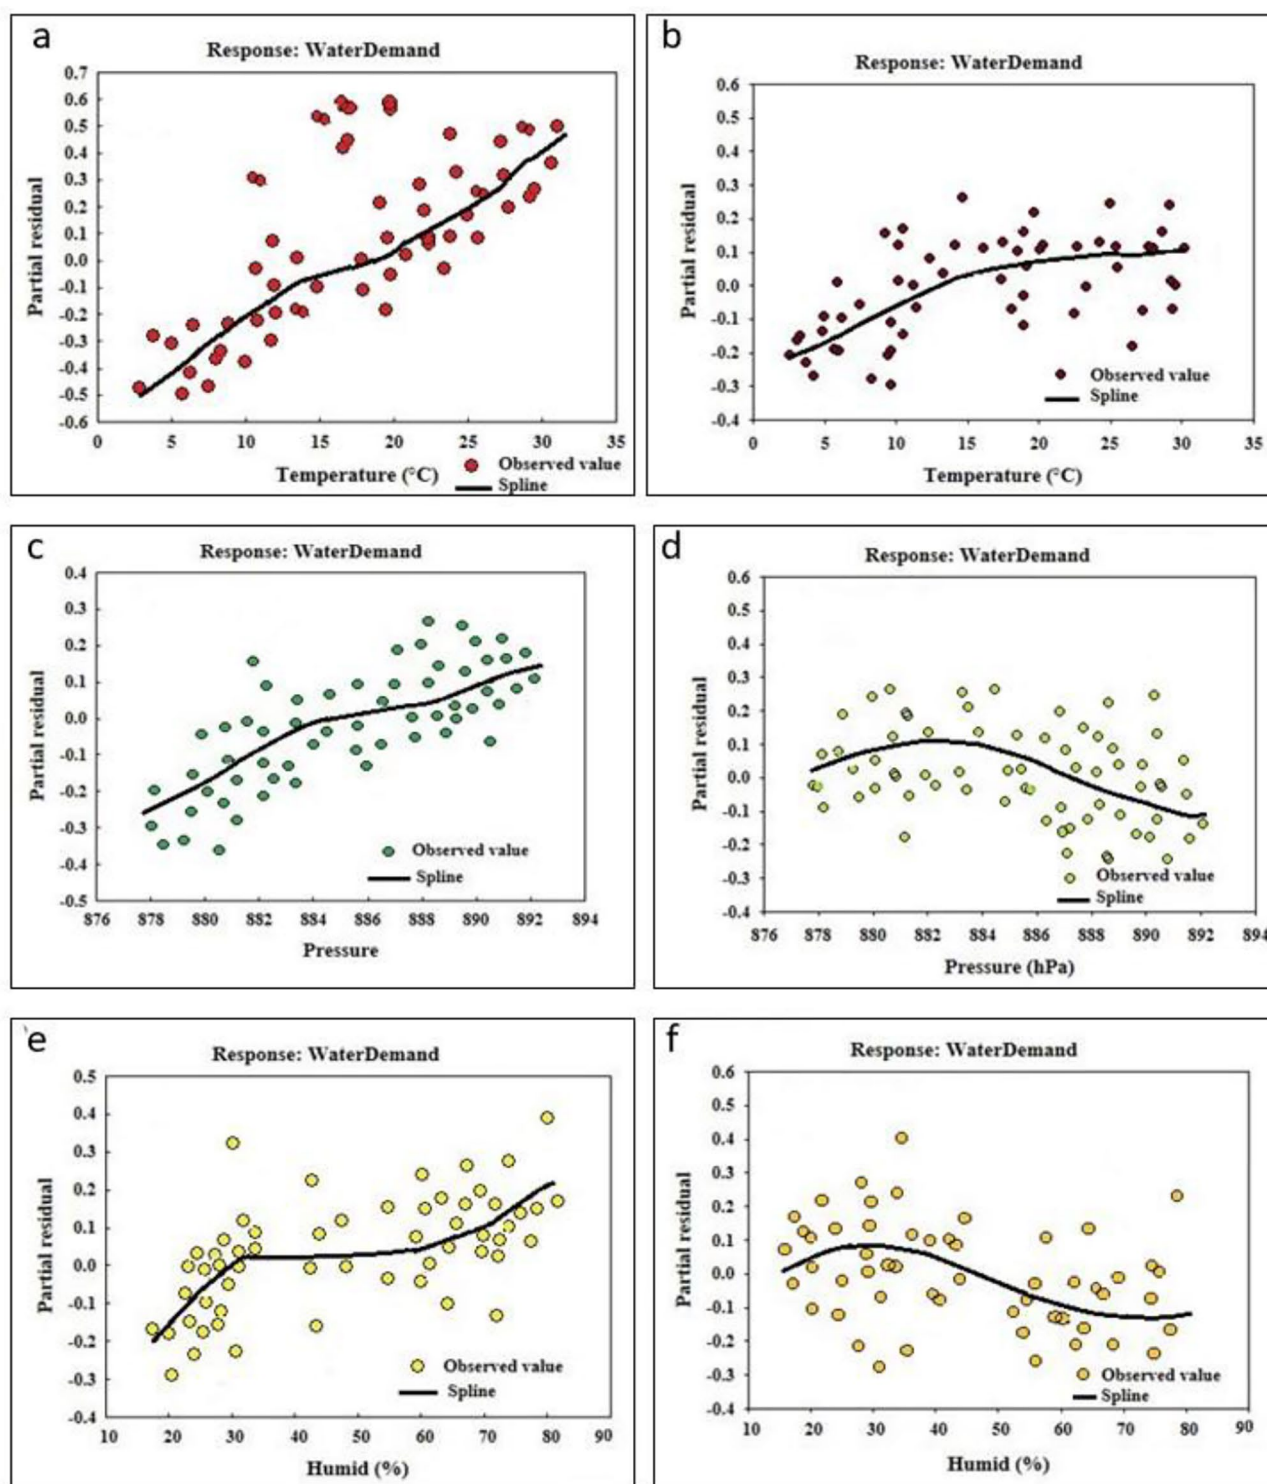 a
Response: WaterDemand
0.7
0.6
0.5
0.4
0.3
0.2
0.1
0.0
-0.1
-0.2
-0.3
-0.4
-0.5
-0.6
Partial residual
0 5 10 15 20 25 30 35
Temperature (°C)
Observed value
Spline
b
Response: WaterDemand
0.6
0.5
0.4
0.3
0.2
0.1
0.0
-0.1
-0.2
-0.3
-0.4
Partial residual
Observed value
Spline
0 5 10 15 20 25 30 35
Temperature (°C)
c
Response: WaterDemand
0.4
0.3
0.2
0.1
0.0
-0.1
-0.2
-0.3
-0.4
-0.5
Partial residual
Observed value
Spline
876 878 880 882 884 886 888 890 892 894
Pressure
d
Response: WaterDemand
0.6
0.5
0.4
0.3
0.2
0.1
0.0
-0.1
-0.2
-0.3
-0.4
Partial residual
Observed value
Spline
876 878 880 882 884 886 888 890 892 894
Pressure (hPa)
e
Response: WaterDemand
0.5
0.4
0.3
0.2
0.1
0.0
-0.1
-0.2
-0.3
-0.4
Partial residual
Observed value
Spline
10 20 30 40 50 60 70 80 90
Humid (%)
f
Response: WaterDemand
0.6
0.5
0.4
0.3
0.2
0.1
0.0
-0.1
-0.2
-0.3
-0.4
Partial residual
Observed value
Spline
10 20 30 40 50 60 70 80 90
Humid (%)